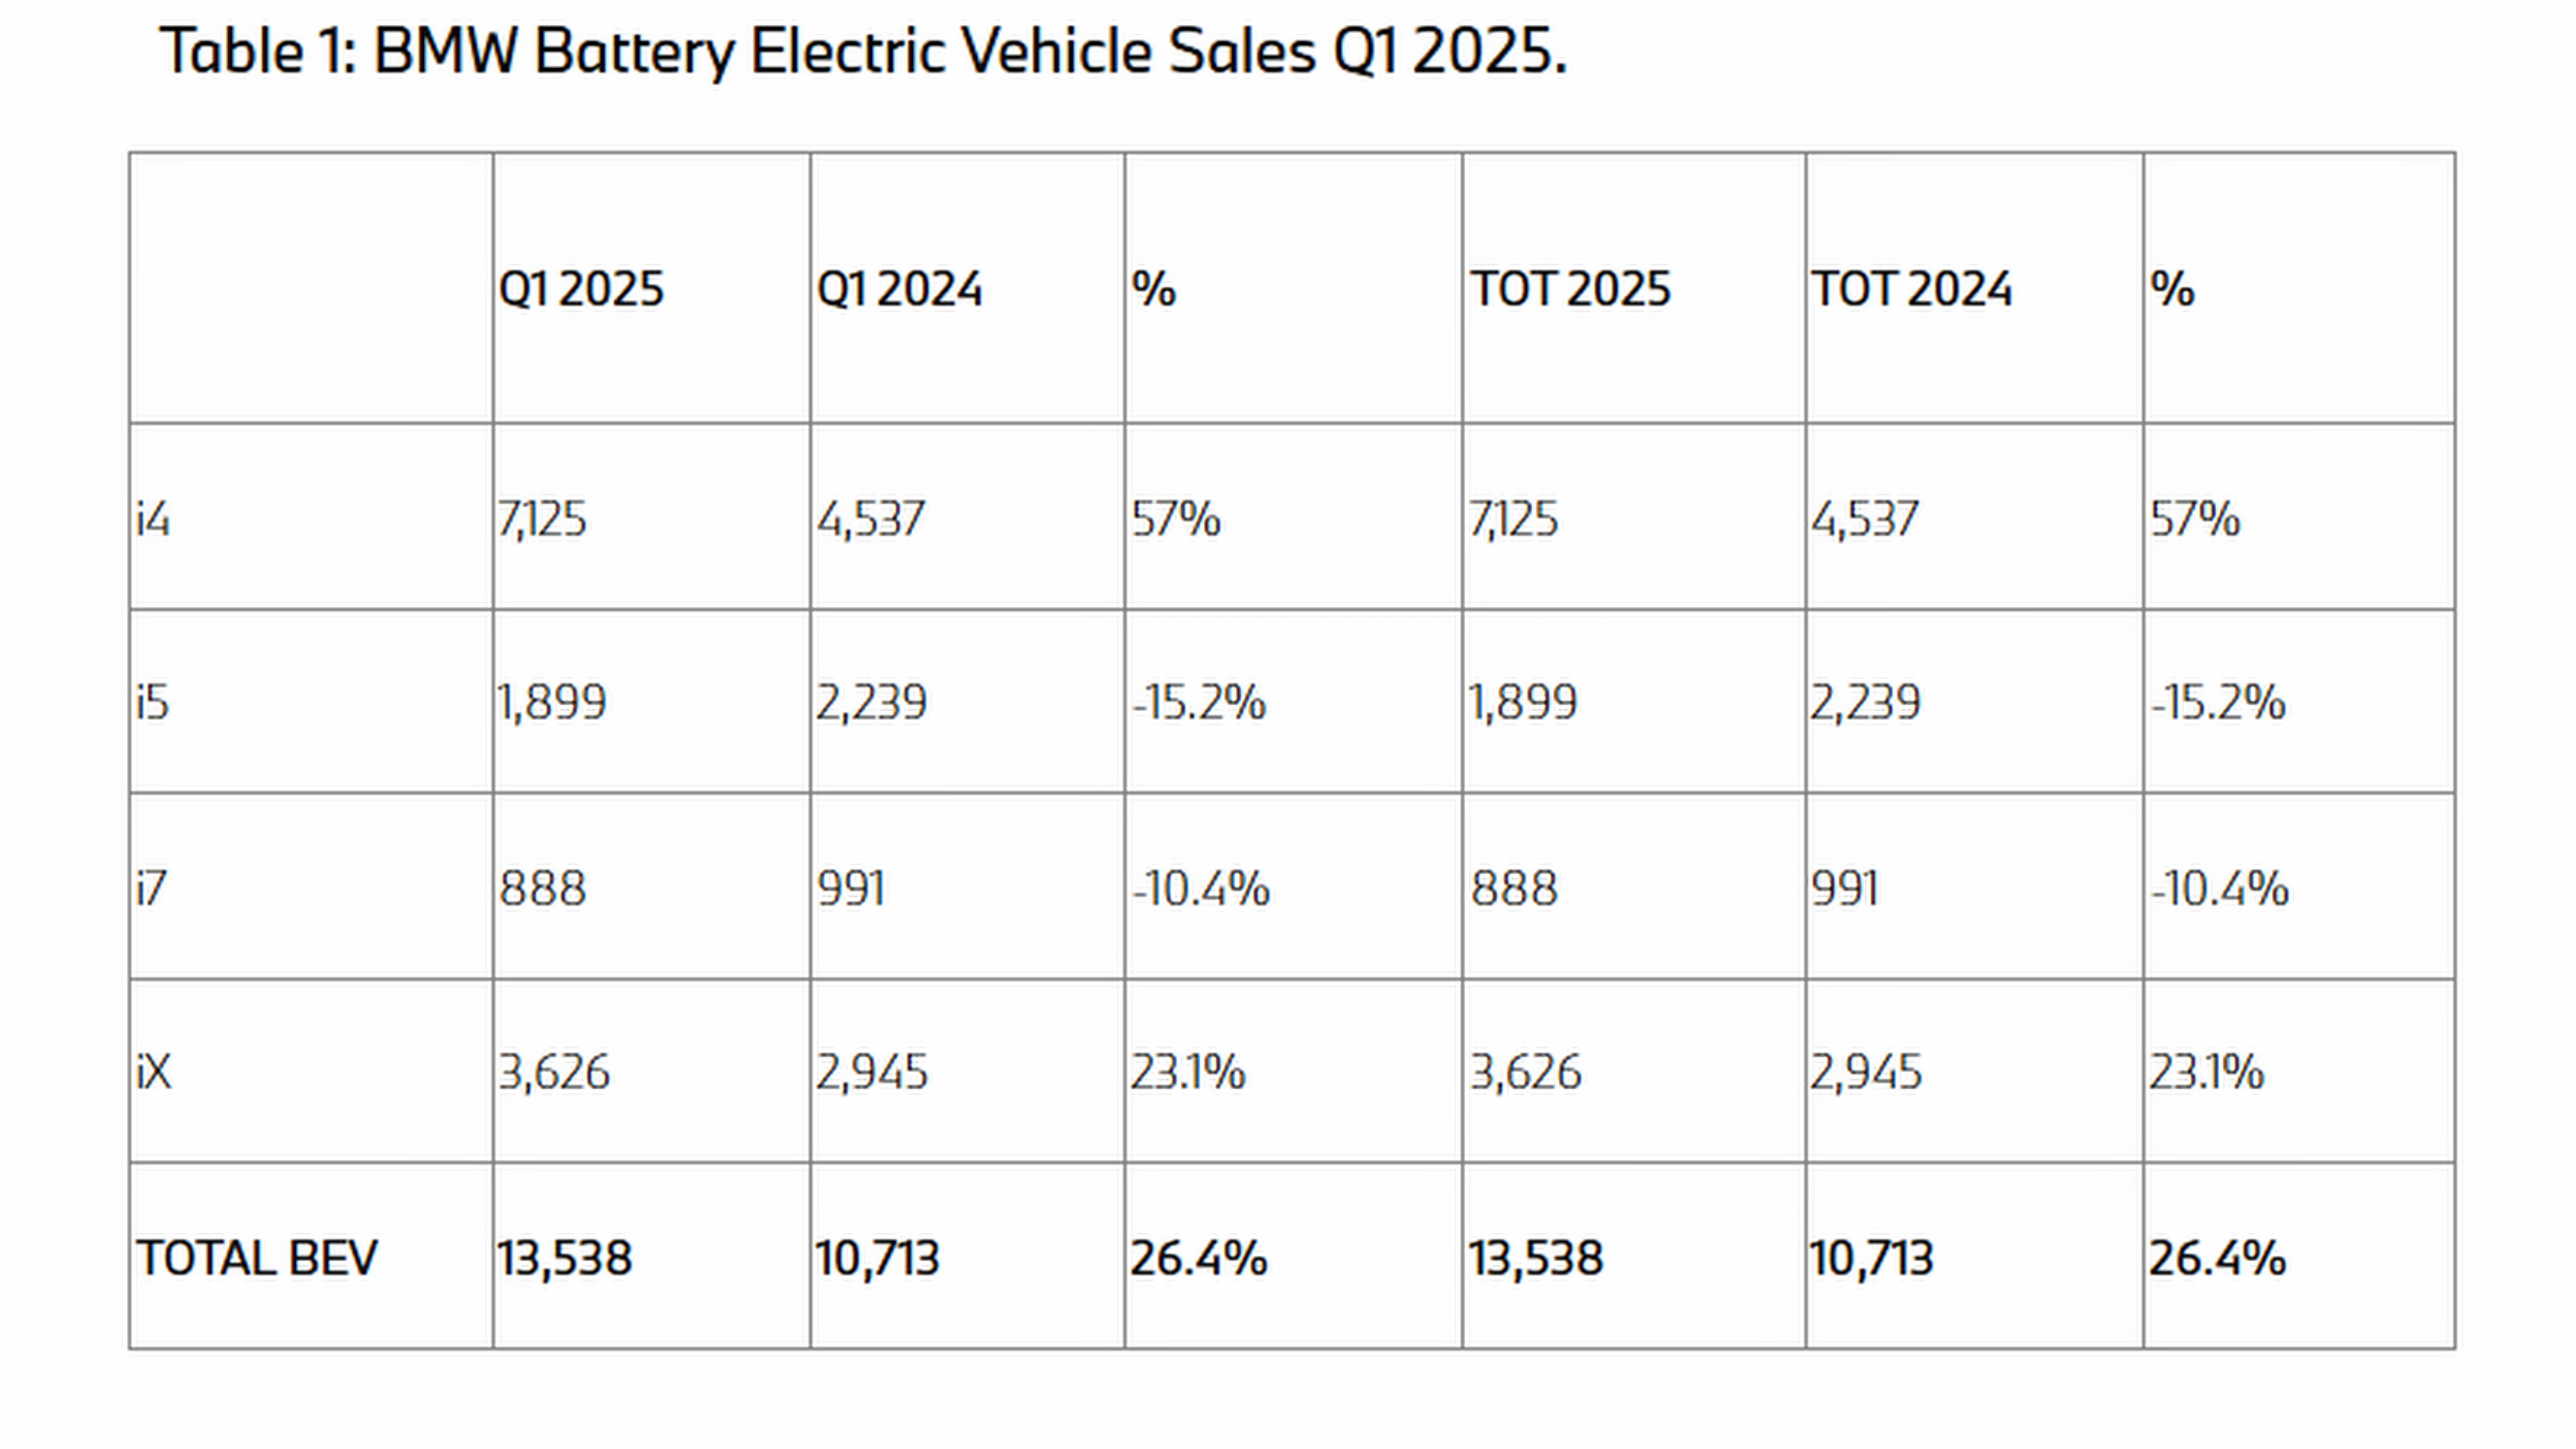 Table 1: BMW Battery Electric Vehicle Sales Q1 2025.
Q1 2025 Q1 2024 % TOT 2025 TOT 2024 %
i4 7,125 4,537 57% 7,125 4,537 57%
i5 1,899 2,239 -15.2% 1,899 2,239 -15.2%
i7 888 991 -10.4% 888 991 -10.4%
iX 3,626 2,945 23.1% 3,626 2,945 23.1%
TOTAL BEV 13,538 10,713 26.4% 13,538 10,713 26.4%